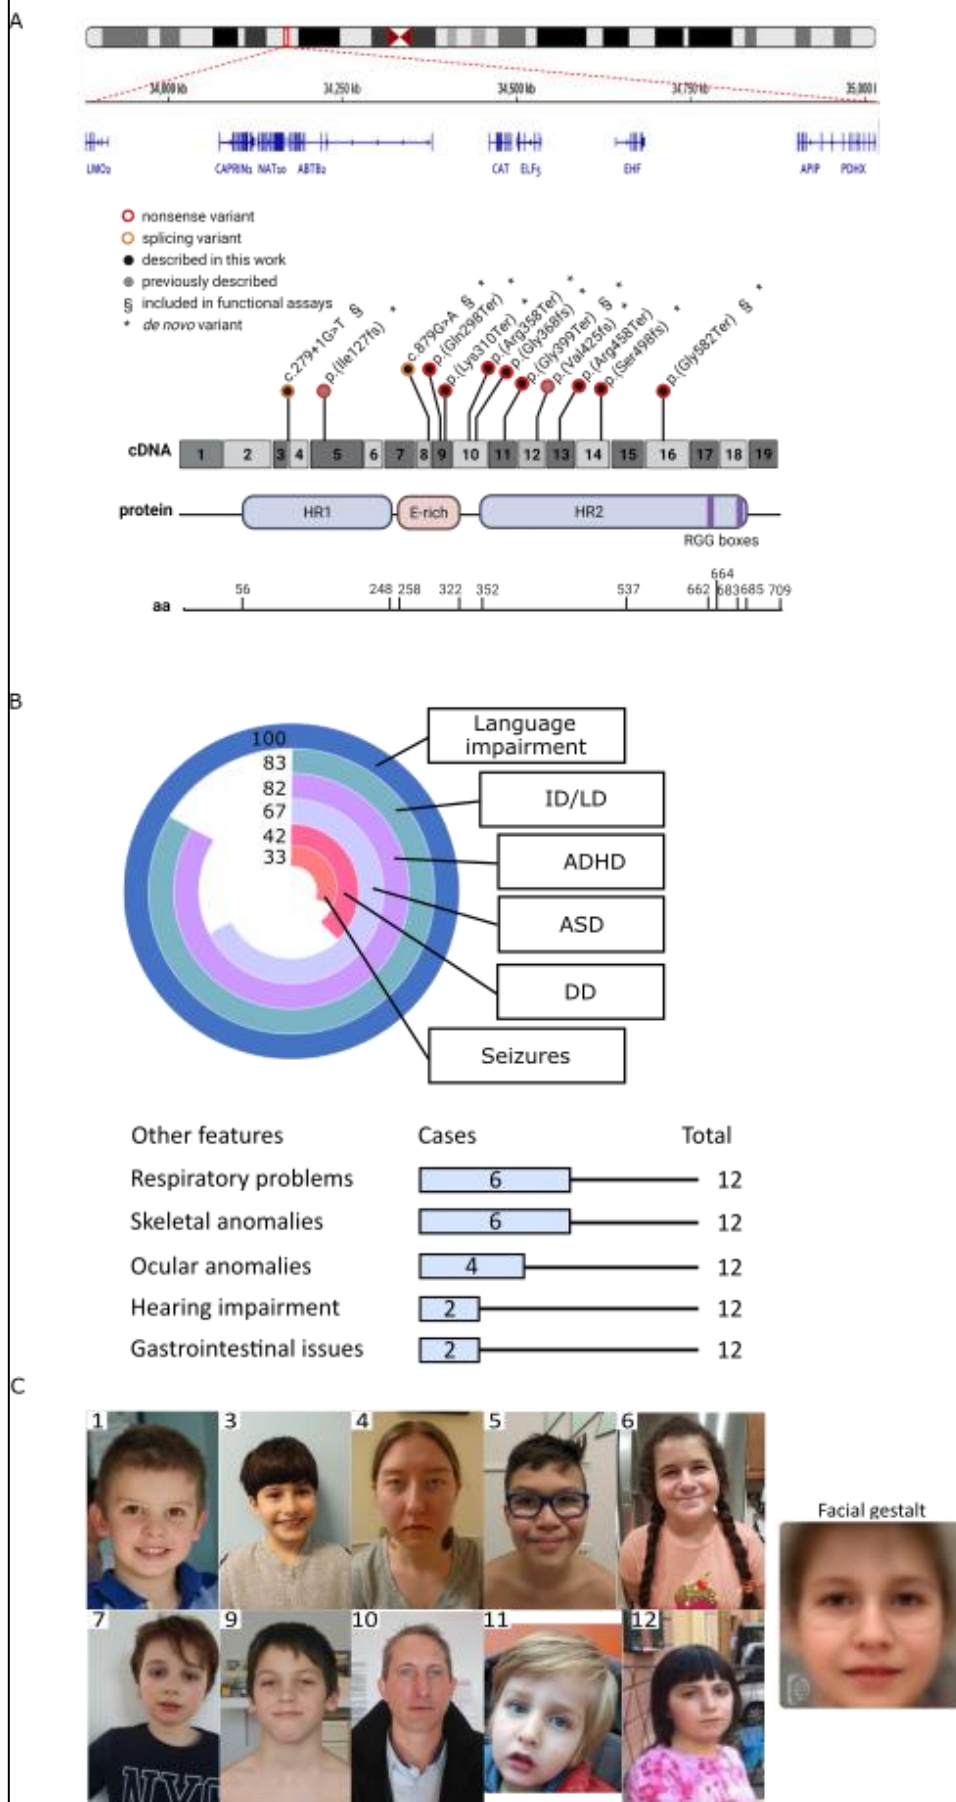 A
34,000 kb 34,250 kb 34,500 kb 34,750 kb 35,000
LMO2 CAPRIN1 NAT10 ABTB2 CAT ELF5 EHF APIP PDHX
nonsense variant
splicing variant
described in this work
previously described
§ included in functional assays
* de novo variant
c.279+1G>T §
p.(Ile127fs) *
c.879G>A § *
p.(Gln298Ter) *
p.(Lys310Ter) *
p.(Arg358Ter) *
p.(Gly368fs) *
p.(Gly399Ter) § *
p.(Val425fs) *
p.(Arg458Ter)
p.(Ser498fs) *
p.(Gly582Ter) § *
cDNA 1 2 3 4 5 6 7 8 9 10 11 12 13 14 15 16 17 18 19
protein HR1 E-rich HR2
RGG boxes
664
aa 56 248 258 322 352 537 662 683 685 709
B
100
83
82
67
42
33
Language
impairment
ID/LD
ADHD
ASD
DD
Seizures
Other features Cases Total
Respiratory problems 6 12
Skeletal anomalies 6 12
Ocular anomalies 4 12
Hearing impairment 2 12
Gastrointestinal issues 2 12
C
1 3 4 5 6
Facial gestalt
7 9 10 11 12